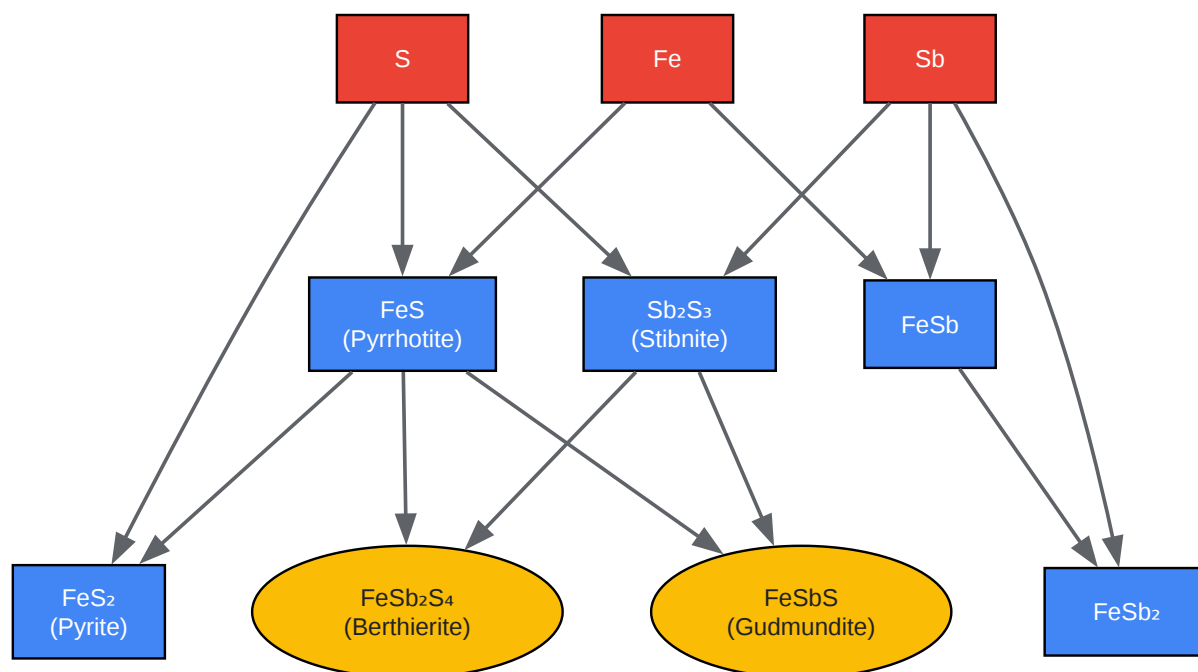 S
Fe
Sb
FeS
(Pyrrhotite)
Sb₂S₃
(Stibnite)
FeSb
FeS₂
(Pyrite)
FeSb₂S₄
(Berthierite)
FeSbS
(Gudmundite)
FeSb₂